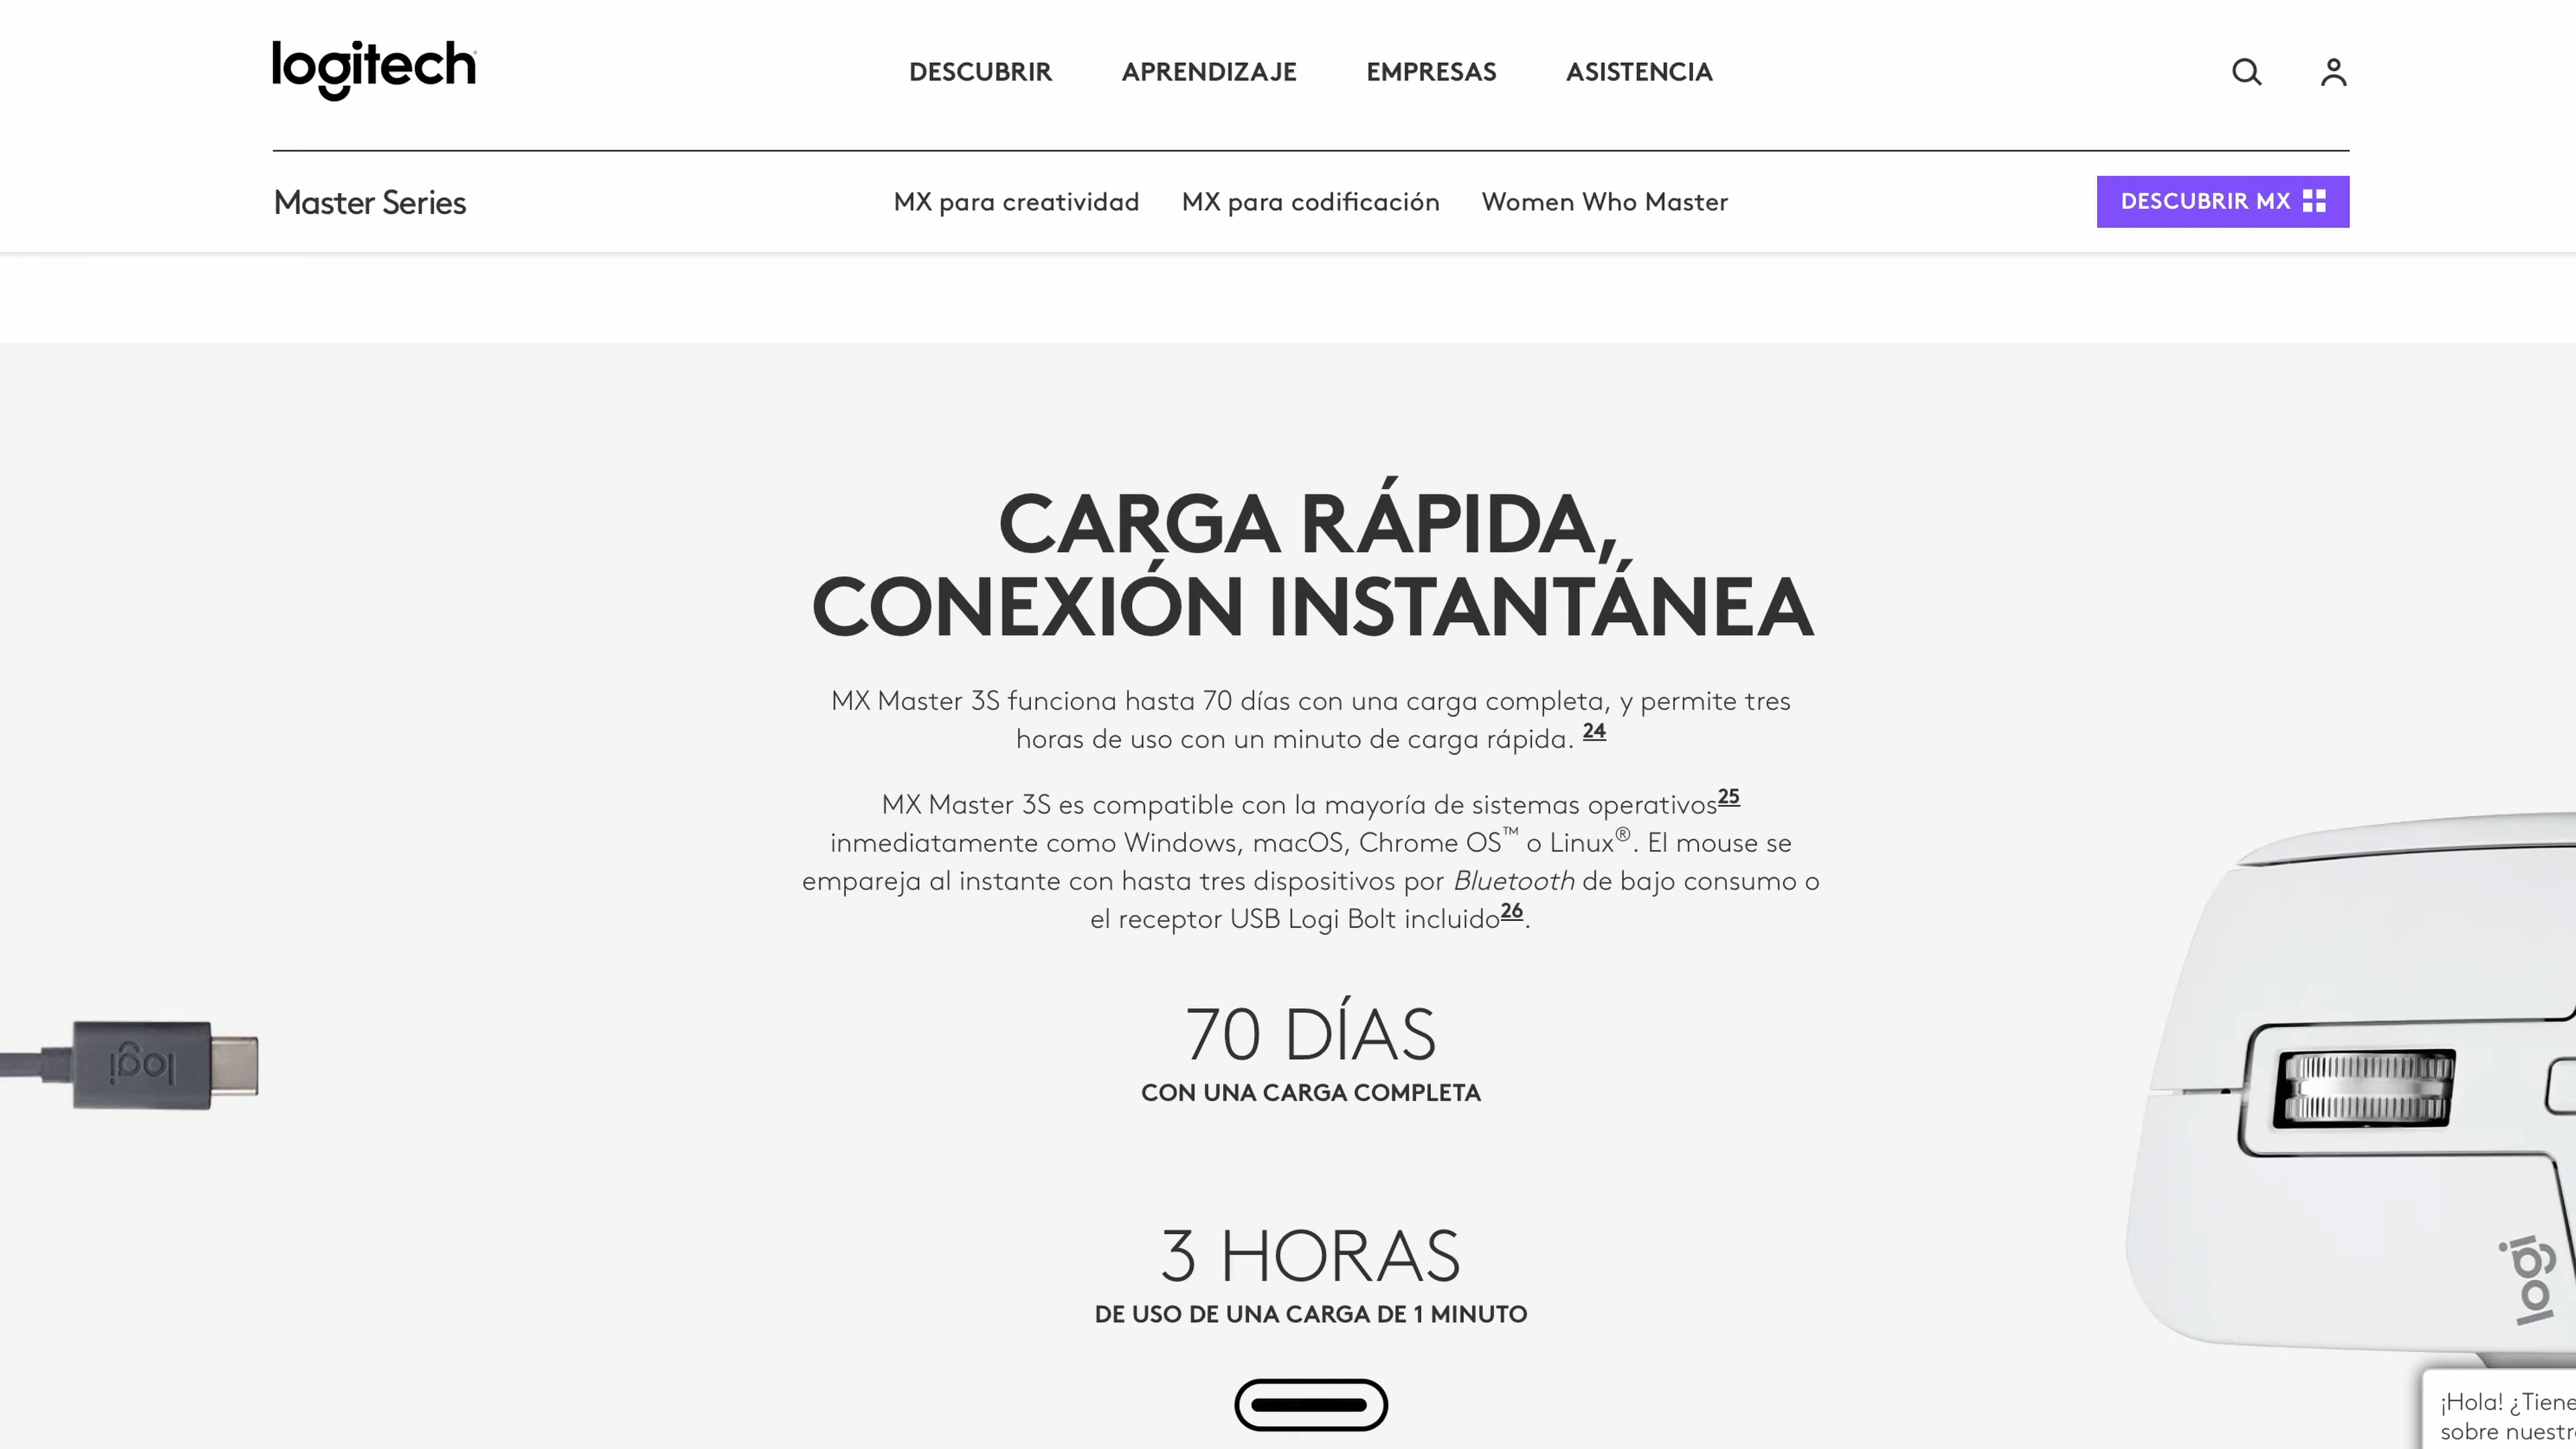 logitech
DESCUBRIR APRENDIZAJE EMPRESAS ASISTENCIA
Master Series
MX para creatividad MX para codificación Women Who Master
DESCUBRIR MX
CARGA RÁPIDA,
CONEXIÓN INSTANTÁNEA
MX Master 3S funciona hasta 70 días con una carga completa, y permite tres
horas de uso con un minuto de carga rápida. 24
MX Master 3S es compatible con la mayoría de sistemas operativos25
inmediatamente como Windows, macOS, Chrome OS™ o Linux®. El mouse se
empareja al instante con hasta tres dispositivos por Bluetooth de bajo consumo o
el receptor USB Logi Bolt incluido26.
70 DÍAS
CON UNA CARGA COMPLETA
3 HORAS
DE USO DE UNA CARGA DE 1 MINUTO
logi
logi
¡Hola! ¿Tiene
sobre nuestr